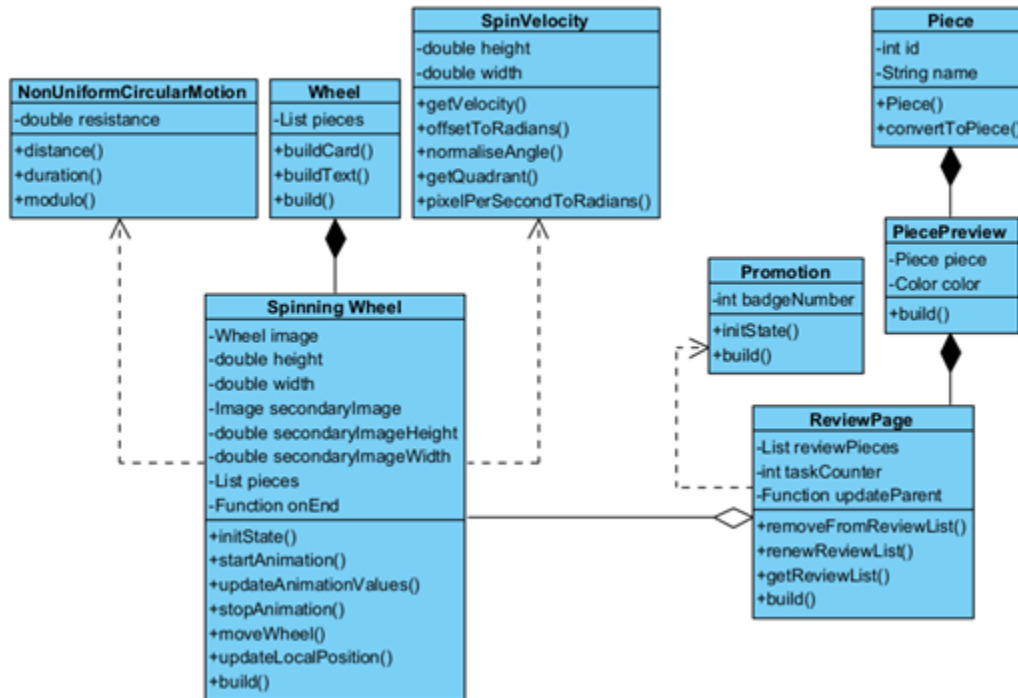 NonUniformCircularMotion
-double resistance
+distance()
+duration()
+modulo()
Wheel
-List pieces
+buildCard()
+buildText()
+build()
SpinVelocity
-double height
-double width
+getVelocity()
+offsetToRadians()
+normaliseAngle()
+getQuadrant()
+pixelPerSecondToRadians()
Piece
-int id
-String name
+Piece()
+convertToPiece()
PiecePreview
-Piece piece
-Color color
+build()
Promotion
-int badgeNumber
+initState()
+build()
Spinning Wheel
-Wheel image
-double height
-double width
-Image secondaryImage
-double secondaryImageHeight
-double secondaryImageWidth
-List pieces
-Function onEnd
+initState()
+startAnimation()
+updateAnimationValues()
+stopAnimation()
+moveWheel()
+updateLocalPosition()
+build()
ReviewPage
-List reviewPieces
-int taskCounter
-Function updateParent
+removeFromReviewList()
+renewReviewList()
+getReviewList()
+build()